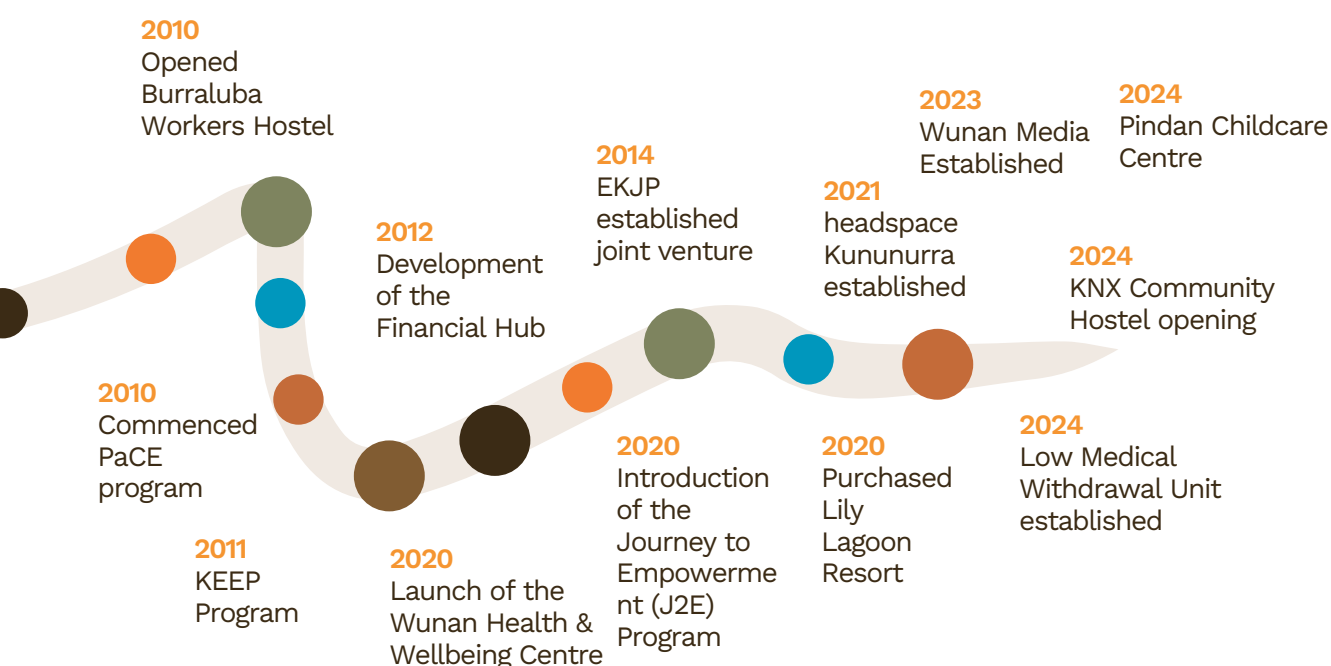 2010
Opened
Burraluba
Workers Hostel
2010
Commenced
PaCE
program
2011
KEEP
Program
2012
Development
of the
Financial Hub
2014
EKJP
established
joint venture
2020
Launch of the
Wunan Health &
Wellbeing Centre
2020
Introduction
of the
Journey to
Empowerme
nt (J2E)
Program
2020
Purchased
Lily
Lagoon
Resort
2021
headspace
Kununurra
established
2023
Wunan Media
Established
2024
Pindan Childcare
Centre
2024
KNX Community
Hostel opening
2024
Low Medical
Withdrawal Unit
established